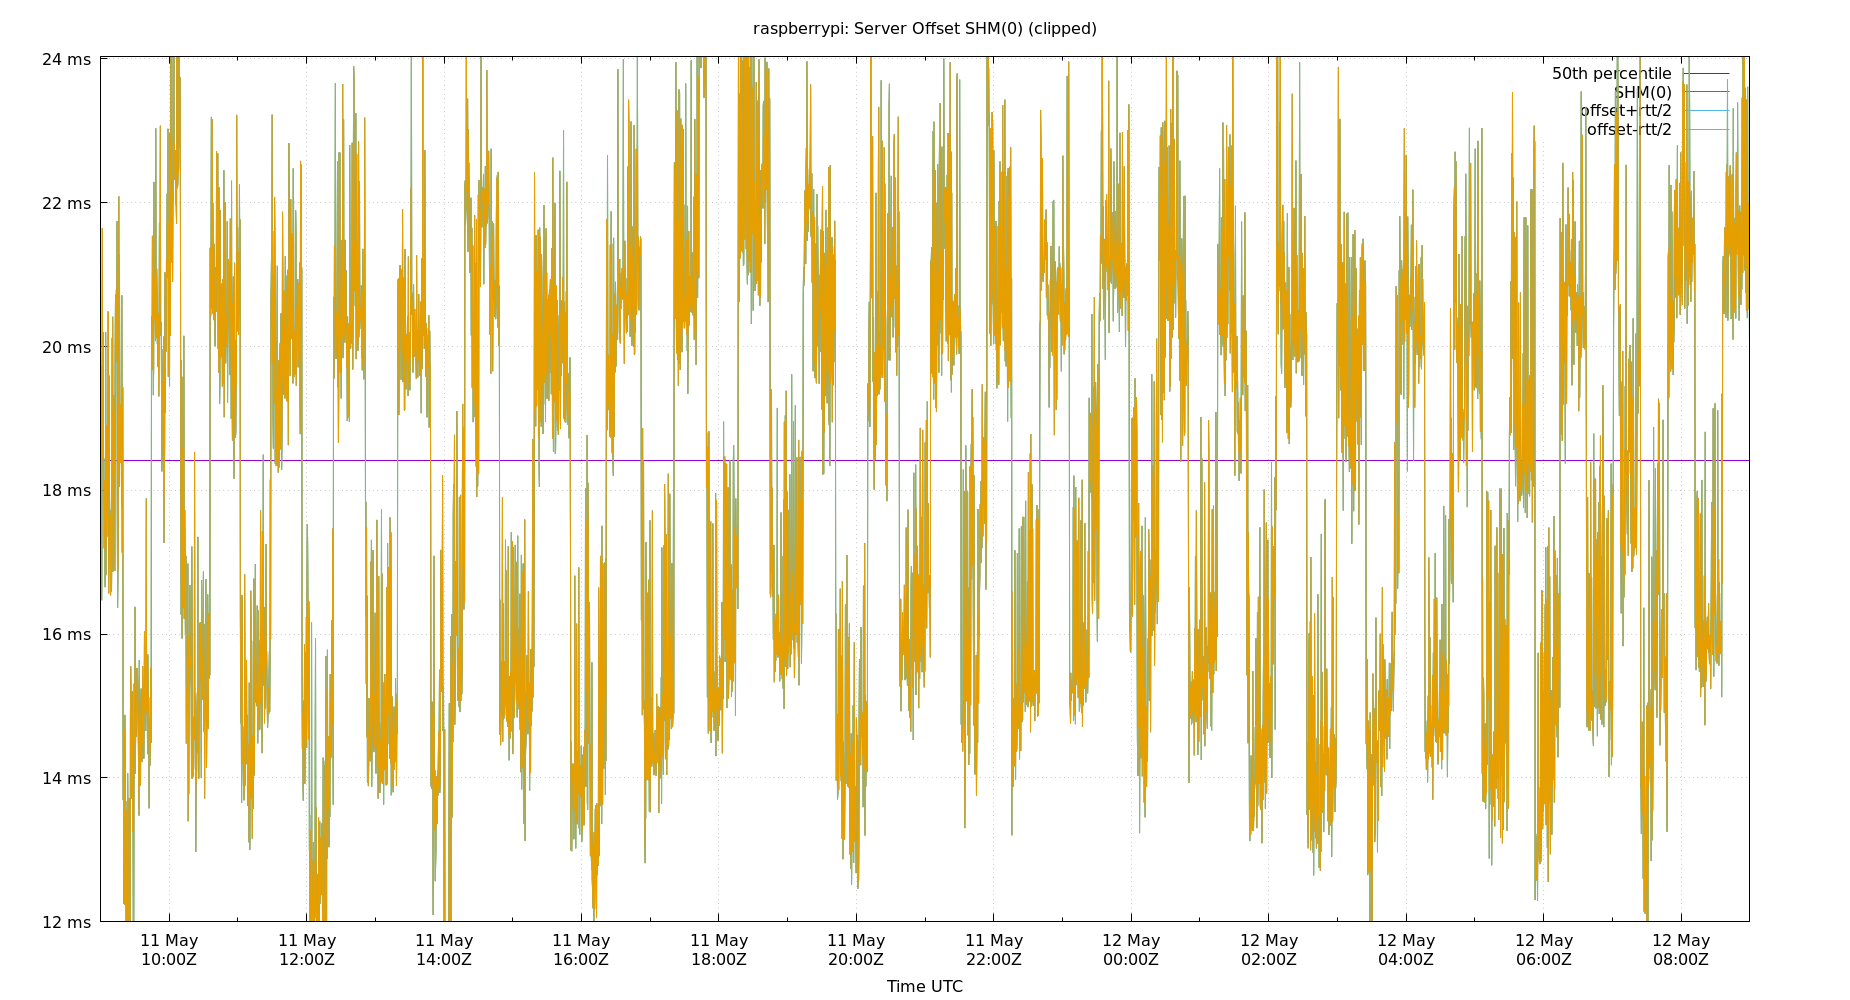 raspberrypi: Server Offset SHM(0) (clipped)
24 ms
22 ms
20 ms
18 ms
16 ms
14 ms
12 ms
50th percentile
SHM(0)
offset+rtt/2
offset-rtt/2
11 May 11 May 11 May 11 May 11 May 11 May 11 May 12 May 12 May 12 May 12 May 12 May
10:00Z 12:00Z 14:00Z 16:00Z 18:00Z 20:00Z 22:00Z 00:00Z 02:00Z 04:00Z 06:00Z 08:00Z
Time UTC